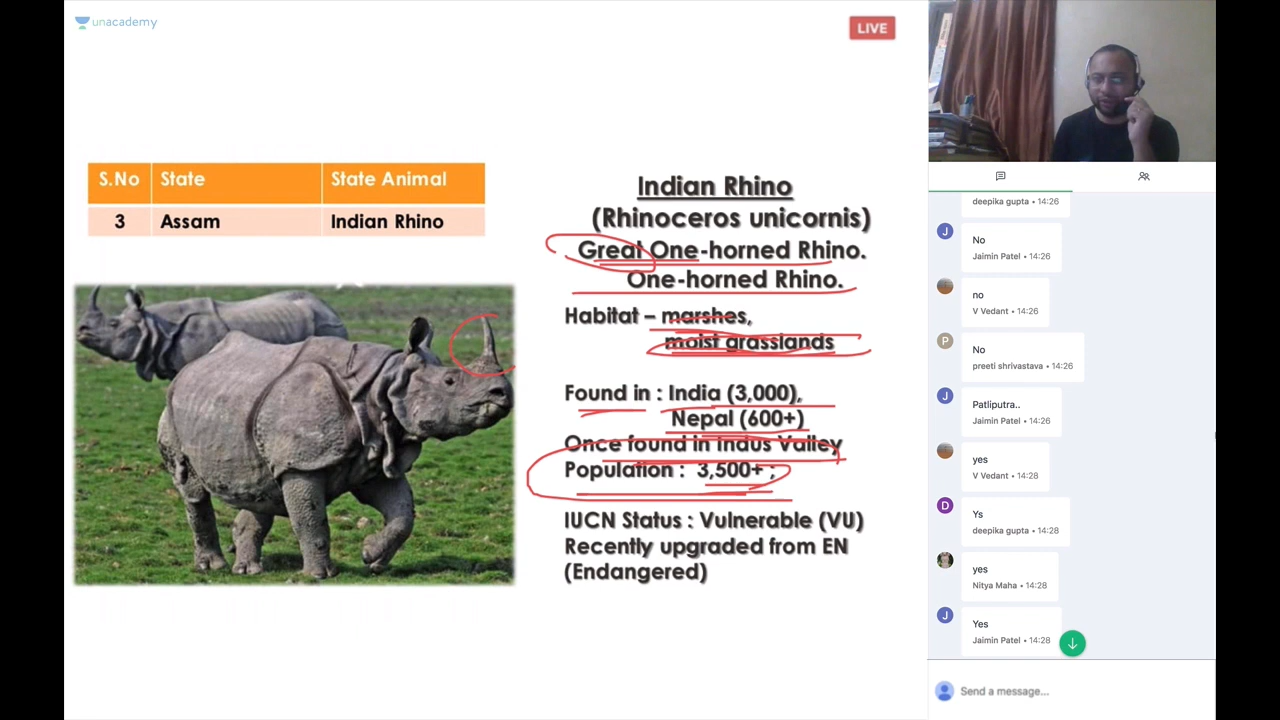 unacademy
LIVE
S.No State State Animal
3 Assam Indian Rhino
Indian Rhino
(Rhinoceros unicornis)
Great One-horned Rhino.
One-horned Rhino.
Habitat – marshes,
moist grasslands
Found in : India (3,000),
Nepal (600+)
Once found in Indus Valley
Population : 3,500+ ;
IUCN Status : Vulnerable (VU)
Recently upgraded from EN
(Endangered)
deepika gupta • 14:26
J
No
Jaimin Patel • 14:26
no
V Vedant • 14:26
P
No
preeti shrivastava • 14:26
J
Patliputra..
Jaimin Patel • 14:26
yes
V Vedant • 14:28
D
Ys
deepika gupta • 14:28
yes
Nitya Maha • 14:28
J
Yes
Jaimin Patel • 14:28
Send a message...